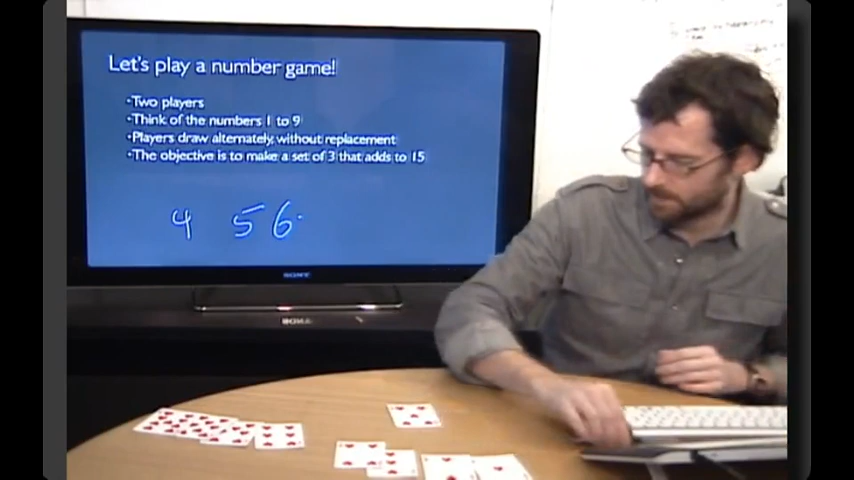 Let's play a number game!
•Two players
•Think of the numbers 1 to 9
•Players draw alternately, without replacement
•The objective is to make a set of 3 that adds to 15
4 5 6
SONY